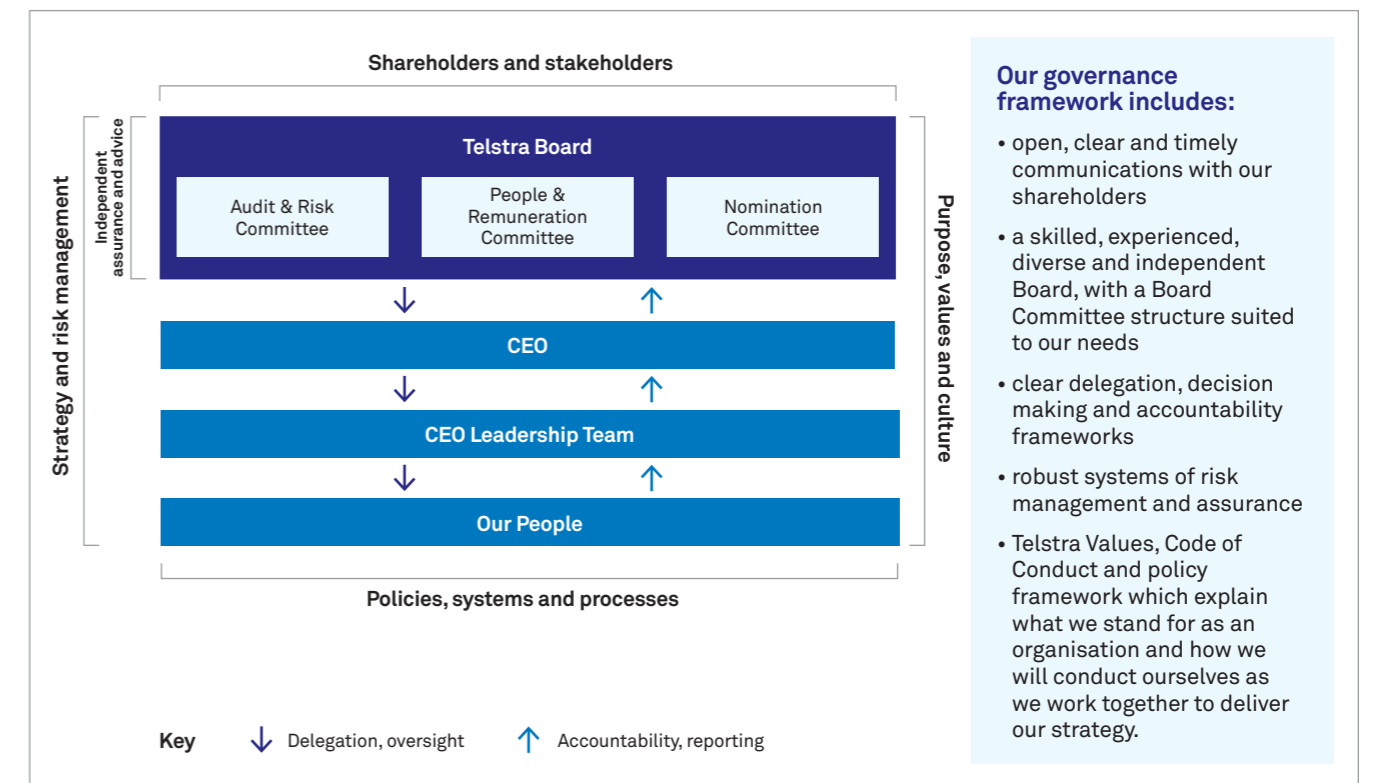 Shareholders and stakeholders
Strategy and risk management
Independent
assurance and advice
Telstra Board
Audit & Risk
Committee
People &
Remuneration
Committee
Nomination
Committee
CEO
CEO Leadership Team
Our People
Purpose, values and culture
Policies, systems and processes
Key
Delegation, oversight
Accountability, reporting
Our governance
framework includes:
• open, clear and timely
communications with our
shareholders
• a skilled, experienced,
diverse and independent
Board, with a Board
Committee structure suited
to our needs
• clear delegation, decision
making and accountability
frameworks
• robust systems of risk
management and assurance
• Telstra Values, Code of
Conduct and policy
framework which explain
what we stand for as an
organisation and how we
will conduct ourselves as
we work together to deliver
our strategy.